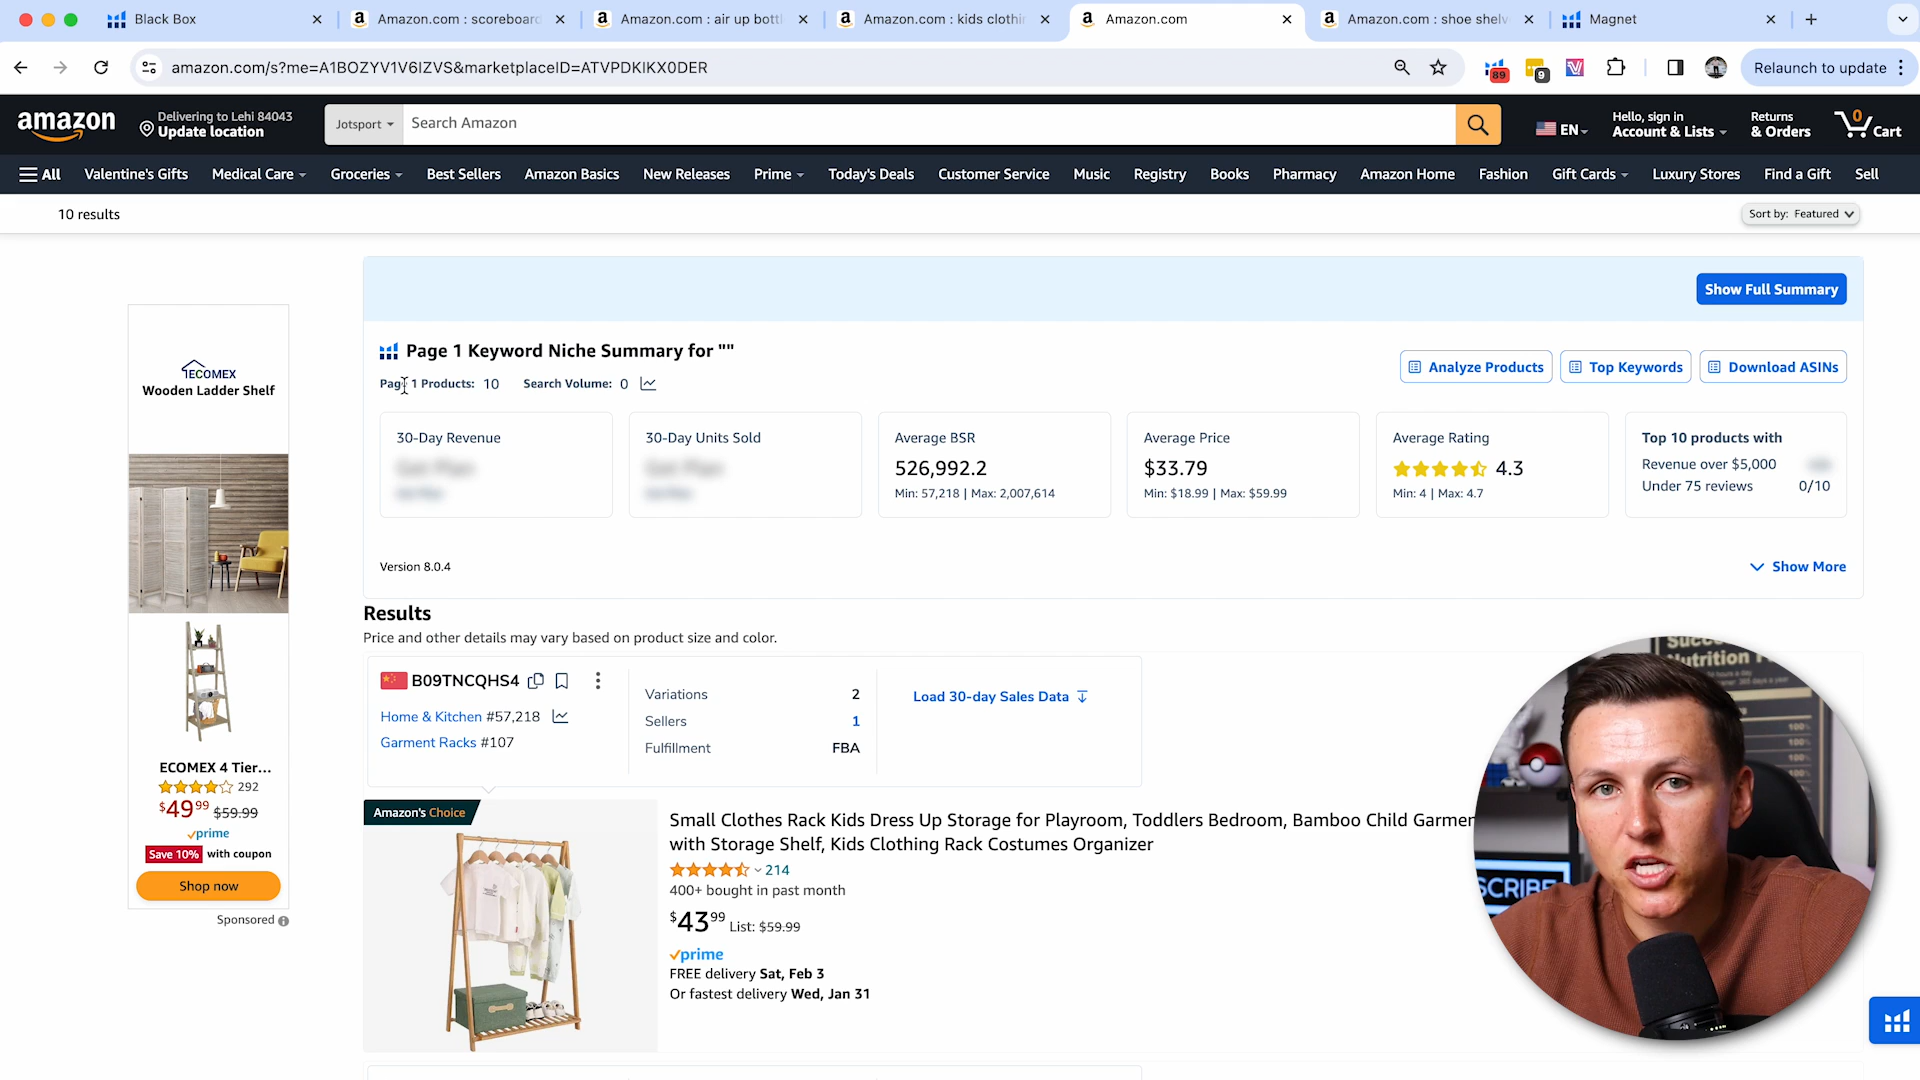 Black Box
Amazon.com : scoreboard
Amazon.com : air up bottl
Amazon.com : kids clothin
Amazon.com
Amazon.com : shoe shelv
Magnet
amazon.com/s?me=A1BOZYV1V6IZVS&marketplaceID=ATVPDKIKX0DER
89
9
Relaunch to update
amazon
Delivering to Lehi 84043
Update location
Jotsport
Search Amazon
EN
Hello, sign in
Account & Lists
Returns
& Orders
0
Cart
All
Valentine's Gifts
Medical Care
Groceries
Best Sellers
Amazon Basics
New Releases
Prime
Today's Deals
Customer Service
Music
Registry
Books
Pharmacy
Amazon Home
Fashion
Gift Cards
Luxury Stores
Find a Gift
Sell
10 results
Sort by: Featured
Show Full Summary
Page 1 Keyword Niche Summary for ""
Page 1 Products: 10
Search Volume: 0
Analyze Products
Top Keywords
Download ASINs
30-Day Revenue
30-Day Units Sold
Average BSR
526,992.2
Min: 57,218 | Max: 2,007,614
Average Price
$33.79
Min: $18.99 | Max: $59.99
Average Rating
4.3
Min: 4 | Max: 4.7
Top 10 products with
Revenue over $5,000
Under 75 reviews 0/10
Version 8.0.4
Show More
ECOMEX
Wooden Ladder Shelf
ECOMEX 4 Tier...
292
$49.99 $59.99
prime
Save 10% with coupon
Shop now
Sponsored
Results
Price and other details may vary based on product size and color.
B09TNCQHS4
Home & Kitchen #57,218
Garment Racks #107
Variations 2
Sellers 1
Fulfillment FBA
Load 30-day Sales Data
Amazon's Choice
Small Clothes Rack Kids Dress Up Storage for Playroom, Toddlers Bedroom, Bamboo Child Garmen
with Storage Shelf, Kids Clothing Rack Costumes Organizer
214
400+ bought in past month
$43.99 List: $59.99
prime
FREE delivery Sat, Feb 3
Or fastest delivery Wed, Jan 31
SCRIBE